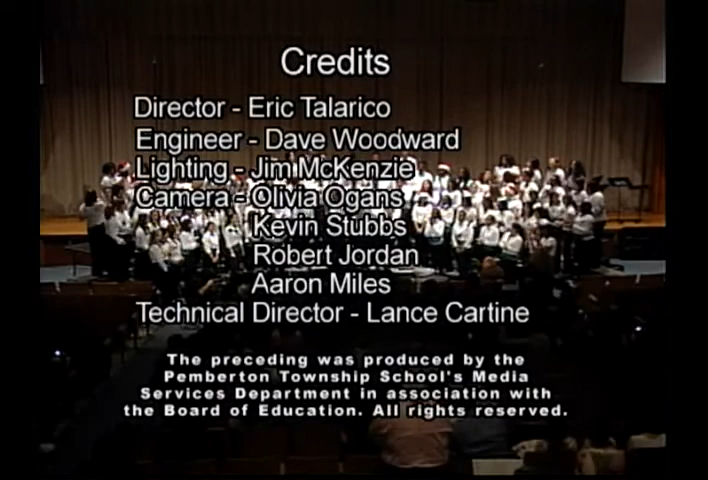 Credits
Director - Eric Talarico
Engineer - Dave Woodward
Lighting - Jim McKenzie
Camera - Olivia Ogans
Kevin Stubbs
Robert Jordan
Aaron Miles
Technical Director - Lance Cartine
The preceding was produced by the
Pemberton Township School's Media
Services Department in association with
the Board of Education. All rights reserved.